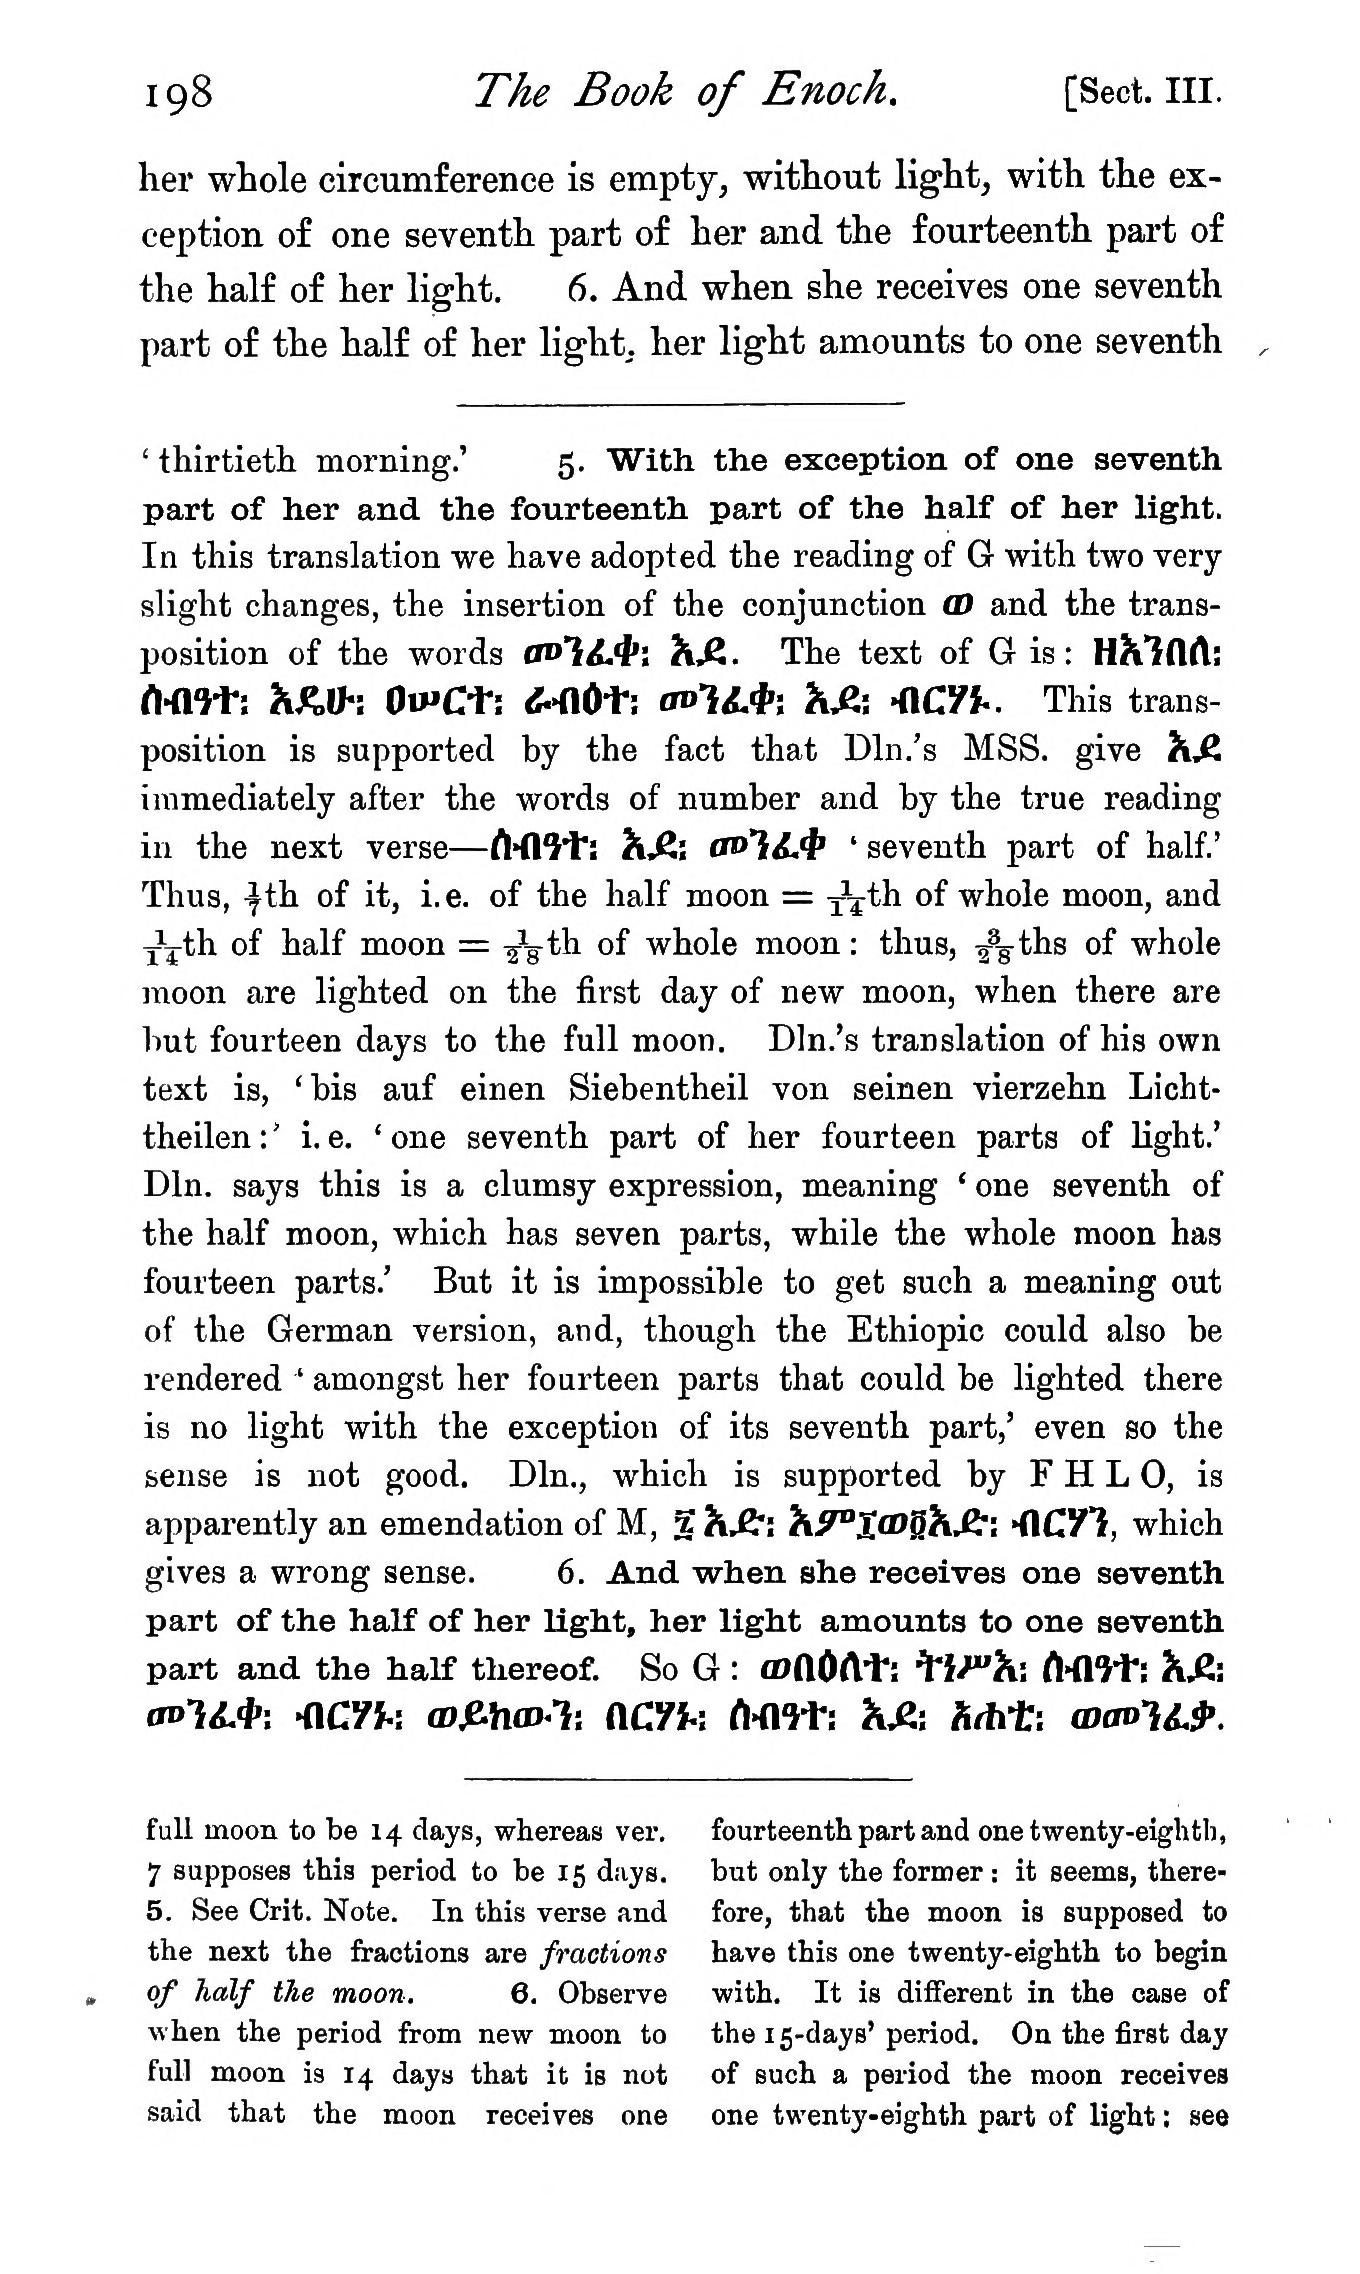 198 The Book of Enoch. [Sect. III.
her whole circumference is empty, without light, with the ex-
ception of one seventh part of her and the fourteenth part of
the half of her light. 6. And when she receives one seventh
part of the half of her light, her light amounts to one seventh
‘thirtieth morning.’ 5. With the exception of one seventh
part of her and the fourteenth part of the half of her light.
In this translation we have adopted the reading of G with two very
slight changes, the insertion of the conjunction ወ and the trans-
position of the words መንፈቀ፡ እደ. The text of G is: ዘእንበለ፡
ሰብዓተ፡ እዴሁ፡ ዐሠርተ፡ ራብዕተ፡ መንፈቀ፡ እደ፡ ብርሃኑ. This trans-
position is supported by the fact that Dln.’s MSS. give እደ
immediately after the words of number and by the true reading
in the next verse—ሰብዓተ፡ እደ፡ መንፈቀ ‘seventh part of half.’
Thus, 1/7th of it, i.e. of the half moon = 1/14th of whole moon, and
1/14th of half moon = 1/28th of whole moon: thus, 3/28ths of whole
moon are lighted on the first day of new moon, when there are
but fourteen days to the full moon. Dln.’s translation of his own
text is, ‘bis auf einen Siebentheil von seinen vierzehn Licht-
theilen:’ i.e. ‘one seventh part of her fourteen parts of light.’
Dln. says this is a clumsy expression, meaning ‘one seventh of
the half moon, which has seven parts, while the whole moon has
fourteen parts.’ But it is impossible to get such a meaning out
of the German version, and, though the Ethiopic could also be
rendered ‘amongst her fourteen parts that could be lighted there
is no light with the exception of its seventh part,’ even so the
sense is not good. Dln., which is supported by F H L O, is
apparently an emendation of M, ፯ እድ፡ እም፲ወ፬እድ፡ ብርሃን, which
gives a wrong sense. 6. And when she receives one seventh
part of the half of her light, her light amounts to one seventh
part and the half thereof. So G: ወበዕለተ፡ ትነሥእ፡ ሰብዓተ፡ እደ፡
መንፈቀ፡ ብርሃኑ፡ ወይከውን፡ በርሃኑ፡ ሰብዓተ፡ እደ፡ አሐቲ፡ ወመንፈቃ.
full moon to be 14 days, whereas ver.
7 supposes this period to be 15 days.
5. See Crit. Note. In this verse and
the next the fractions are fractions
of half the moon. 6. Observe
when the period from new moon to
full moon is 14 days that it is not
said that the moon receives one
fourteenth part and one twenty-eighth,
but only the former: it seems, there-
fore, that the moon is supposed to
have this one twenty-eighth to begin
with. It is different in the case of
the 15-days’ period. On the first day
of such a period the moon receives
one twenty-eighth part of light: see